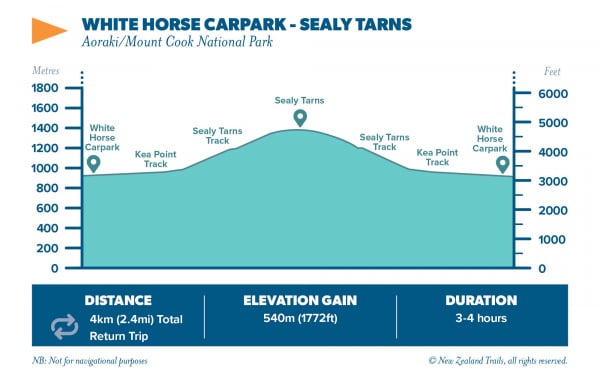 WHITE HORSE CARPARK - SEALY TARNS
Aoraki/Mount Cook National Park
Metres
Feet
1800
1600
1400
1200
1000
800
600
400
200
0
6000
5000
4000
3000
2000
1000
0
White
Horse
Carpark
Kea Point
Track
Sealy Tarns
Track
Sealy Tarns
Sealy Tarns
Track
Kea Point
Track
White
Horse
Carpark
DISTANCE
4km (2.4mi) Total
Return Trip
ELEVATION GAIN
540m (1772ft)
DURATION
3-4 hours
NB: Not for navigational purposes
© New Zealand Trails, all rights reserved.